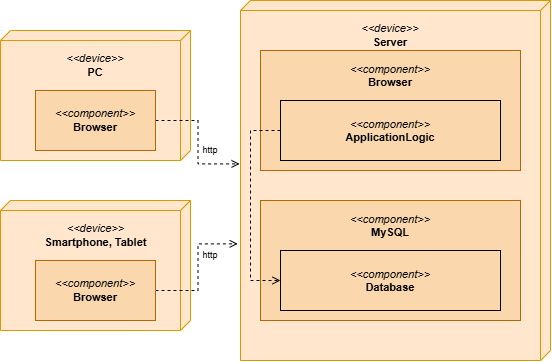 <<device>>
PC
<<component>>
Browser
http
<<device>>
Smartphone, Tablet
<<component>>
Browser
http
<<device>>
Server
<<component>>
Browser
<<component>>
ApplicationLogic
<<component>>
MySQL
<<component>>
Database